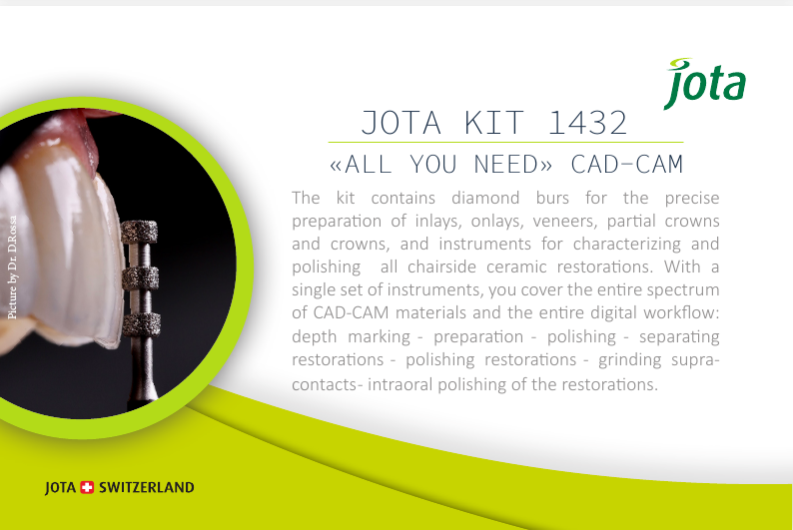 jota
JOTA KIT 1432
«ALL YOU NEED» CAD-CAM
The kit contains diamond burs for the precise
preparation of inlays, onlays, veneers, partial crowns
and crowns, and instruments for characterizing and
polishing all chairside ceramic restorations. With a
single set of instruments, you cover the entire spectrum
of CAD-CAM materials and the entire digital workflow:
depth marking - preparation - polishing - separating
restorations - polishing restorations - grinding supra-
contacts- intraoral polishing of the restorations.
Picture by Dr. D.Rossa
JOTA SWITZERLAND